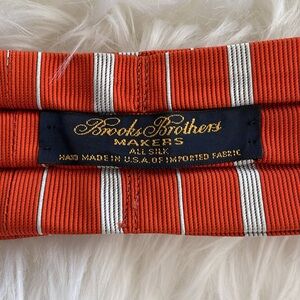 Brooks Brothers
MAKERS
ALL SILK
HAND MADE IN U.S.A. OF IMPORTED FABRIC